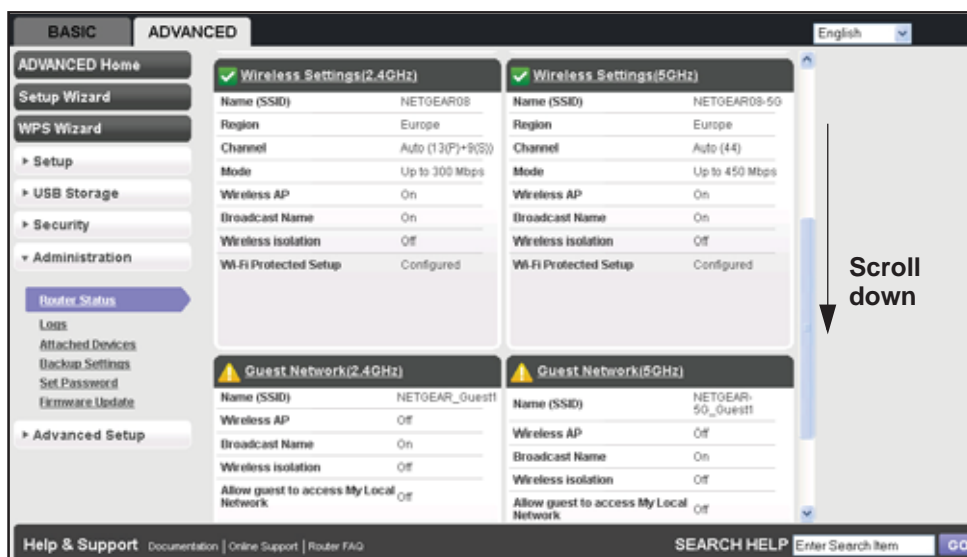 BASIC ADVANCED English
ADVANCED Home
Setup Wizard
WPS Wizard
Setup
USB Storage
Security
Administration
Router Status
Logs
Attached Devices
Backup Settings
Set Password
Firmware Update
Advanced Setup
Wireless Settings(2.4GHz)
Name (SSID) NETGEAR08
Region Europe
Channel Auto (13(P)+9(S))
Mode Up to 300 Mbps
Wireless AP On
Broadcast Name On
Wireless isolation Off
Wi-Fi Protected Setup Configured
Wireless Settings(5GHz)
Name (SSID) NETGEAR08-5G
Region Europe
Channel Auto (44)
Mode Up to 450 Mbps
Wireless AP On
Broadcast Name On
Wireless isolation Off
Wi-Fi Protected Setup Configured
Guest Network(2.4GHz)
Name (SSID) NETGEAR_Guest1
Wireless AP Off
Broadcast Name On
Wireless isolation Off
Allow guest to access My Local
Network Off
Guest Network(5GHz)
Name (SSID) NETGEAR-
5G_Guest1
Wireless AP Off
Broadcast Name On
Wireless isolation Off
Allow guest to access My Local
Network Off
Scroll
down
Help & Support Documentation | Online Support | Router FAQ SEARCH HELP Enter Search Item GO